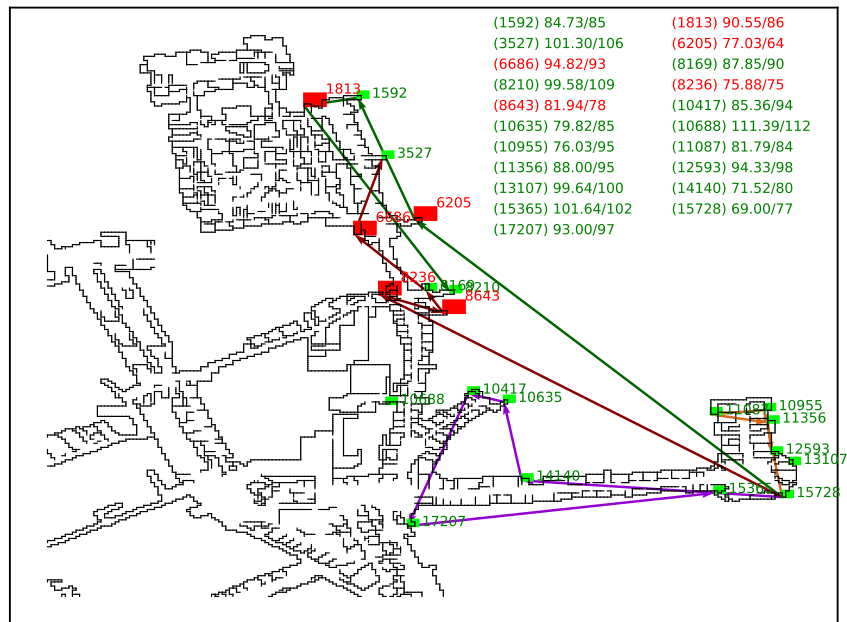 (1592) 84.73/85 (1813) 90.55/86
(3527) 101.30/106 (6205) 77.03/64
(6686) 94.82/93 (8169) 87.85/90
(8210) 99.58/109 (8236) 75.88/75
(8643) 81.94/78 (10417) 85.36/94
(10635) 79.82/85 (10688) 111.39/112
(10955) 76.03/95 (11087) 81.79/84
(11356) 88.00/95 (12593) 94.33/98
(13107) 99.64/100 (14140) 71.52/80
(15365) 101.64/102 (15728) 69.00/77
(17207) 93.00/97
1813
1592
3527
6205
6686
8236
8169
8210
8643
10417
10635
10688
10955
11087
11356
12593
13107
14140
15365
15728
17207